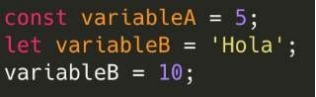 const variableA = 5;
let variableB = 'Hola';
variableB = 10;